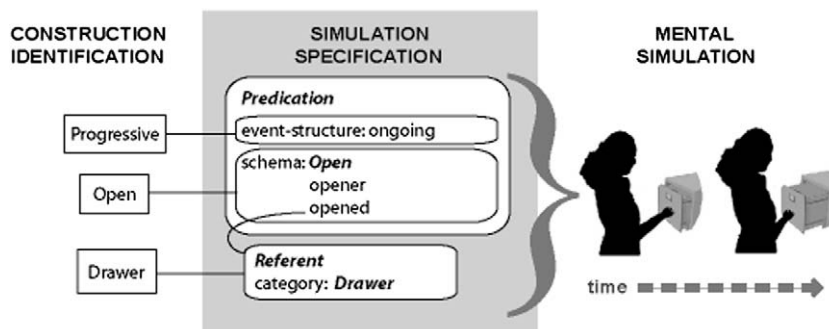 CONSTRUCTION
IDENTIFICATION
SIMULATION
SPECIFICATION
MENTAL
SIMULATION
Progressive
Open
Drawer
Predication
event-structure: ongoing
schema: Open
opener
opened
Referent
category: Drawer
time